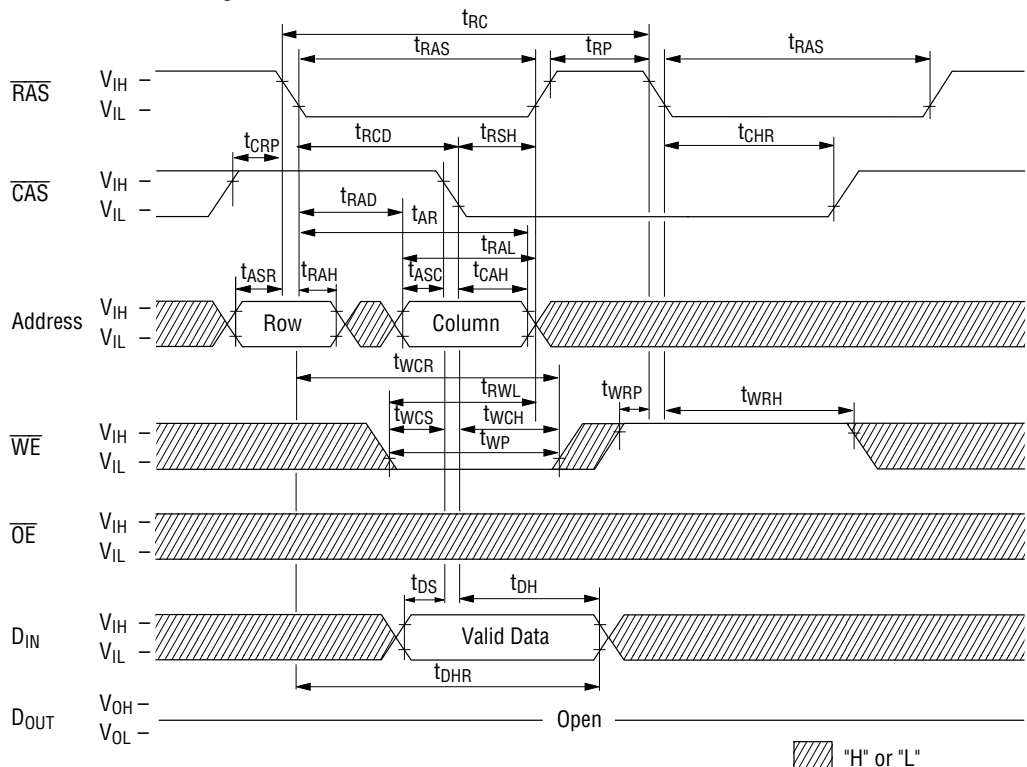 tRC
tRAS tRP tRAS
RAS VIH –
VIL –
tRCD tRSH tCHR
tCRP
CAS VIH –
VIL –
tRAD
tAR
tRAL
tASR tRAH tASC tCAH
Address VIH –
VIL –
Row Column
tWCR
tRWL tWRP
tWCS tWCH tWRH
tWP
WE VIH –
VIL –
OE VIH –
VIL –
tDS tDH
DIN VIH –
VIL –
Valid Data
tDHR
DOUT VOH –
VOL –
Open
"H" or "L"